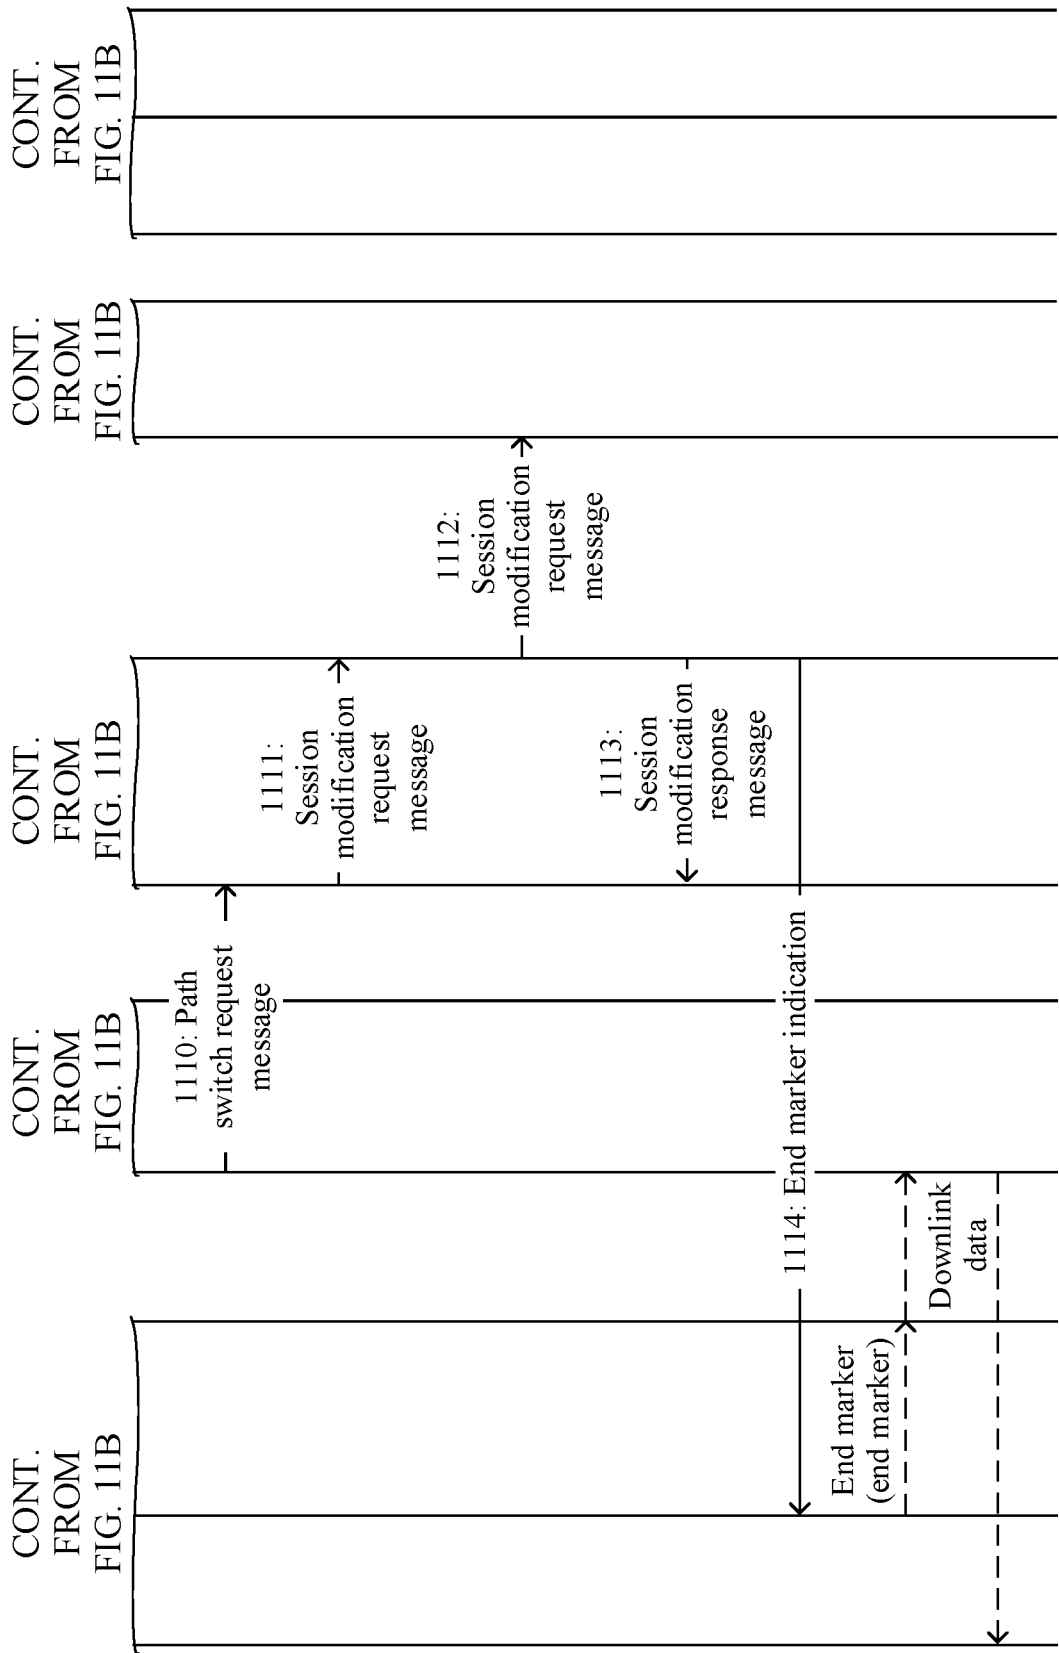 CONT.
FROM
FIG. 11B
CONT.
FROM
FIG. 11B
CONT.
FROM
FIG. 11B
CONT.
FROM
FIG. 11B
CONT.
FROM
FIG. 11B
1110: Path
switch request
message
1111:
Session
modification
request
message
1112:
Session
modification
request
message
1113:
Session
modification
response
message
1114: End marker indication
End marker
(end marker)
Downlink
data